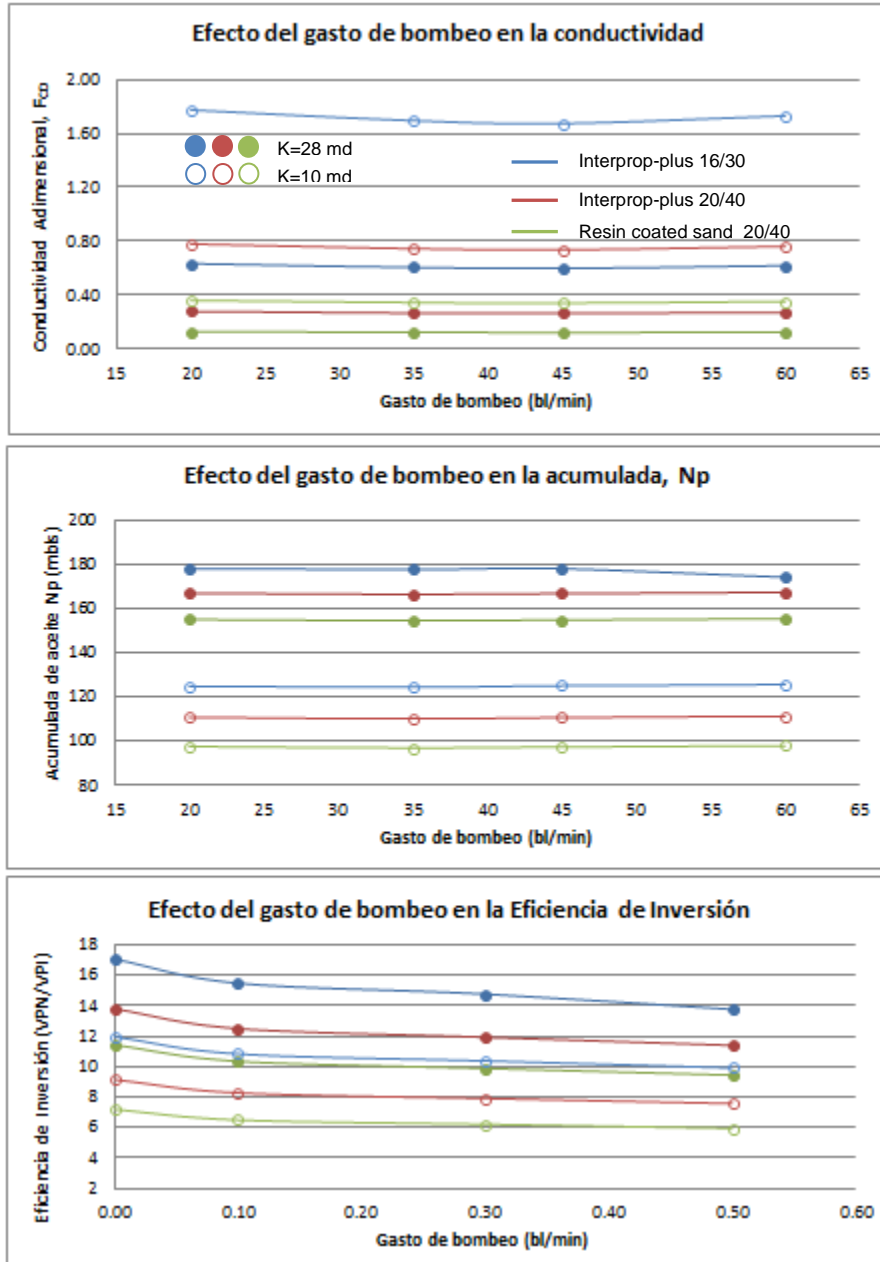 Efecto del gasto de bombeo en la conductividad
Conductividad Adimensional, FCD
2.00
1.60
1.20
0.80
0.40
0.00
K=28 md
K=10 md
Interprop-plus 16/30
Interprop-plus 20/40
Resin coated sand 20/40
15 20 25 30 35 40 45 50 55 60 65
Gasto de bombeo (bl/min)
Efecto del gasto de bombeo en la acumulada, Np
Acumulada de aceite Np (mbls)
200
180
160
140
120
100
80
15 20 25 30 35 40 45 50 55 60 65
Gasto de bombeo (bl/min)
Efecto del gasto de bombeo en la Eficiencia de Inversión
Eficiencia de Inversión (VPN/VPI)
18
16
14
12
10
8
6
4
2
0.00 0.10 0.20 0.30 0.40 0.50 0.60
Gasto de bombeo (bl/min)